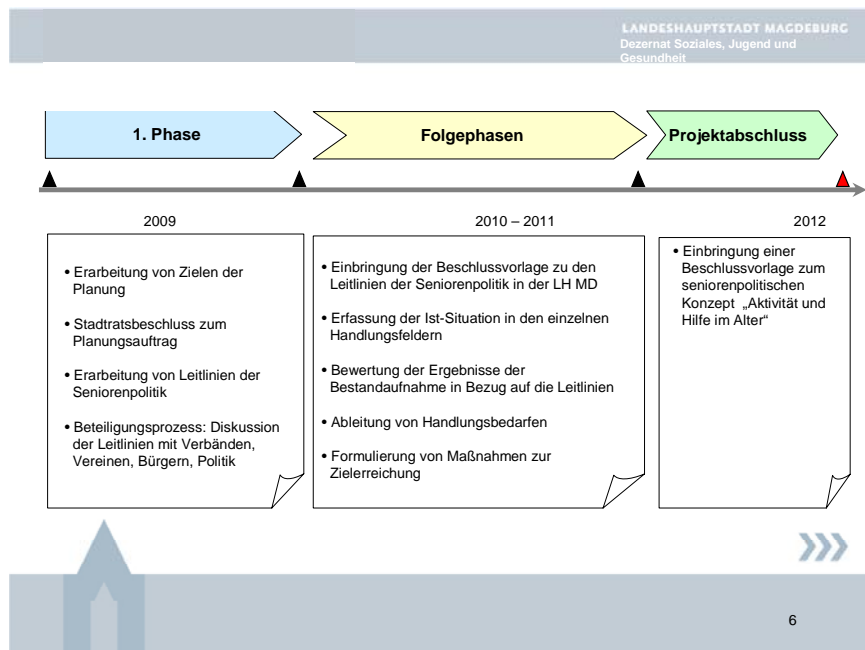 LANDESHAUPTSTADT MAGDEBURG
Dezernat Soziales, Jugend und
Gesundheit
1. Phase
Folgephasen
Projektabschluss
2009
2010 – 2011
2012
• Erarbeitung von Zielen der
Planung
• Stadtratsbeschluss zum
Planungsauftrag
• Erarbeitung von Leitlinien der
Seniorenpolitik
• Beteiligungsprozess: Diskussion
der Leitlinien mit Verbänden,
Vereinen, Bürgern, Politik
• Einbringung der Beschlussvorlage zu den
Leitlinien der Seniorenpolitik in der LH MD
• Erfassung der Ist-Situation in den einzelnen
Handlungsfeldern
• Bewertung der Ergebnisse der
Bestandaufnahme in Bezug auf die Leitlinien
• Ableitung von Handlungsbedarfen
• Formulierung von Maßnahmen zur
Zielerreichung
• Einbringung einer
Beschlussvorlage zum
seniorenpolitischen
Konzept „Aktivität und
Hilfe im Alter“
6